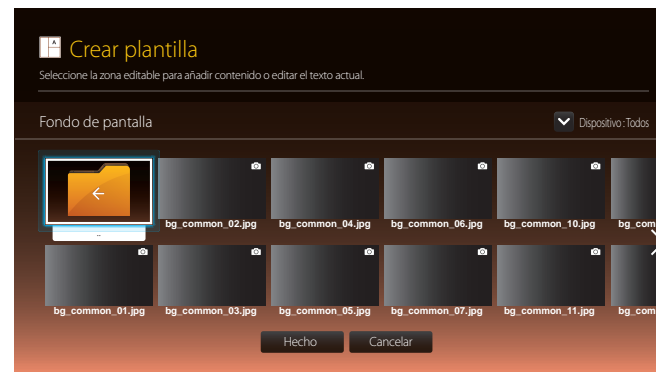 Crear plantilla
Seleccione la zona editable para añadir contenido o editar el texto actual.
Fondo de pantalla
Dispositivo : Todos
..
bg_common_02.jpg bg_common_04.jpg bg_common_06.jpg bg_common_10.jpg bg_com
bg_common_01.jpg bg_common_03.jpg bg_common_05.jpg bg_common_07.jpg bg_common_11.jpg bg_com
Hecho Cancelar